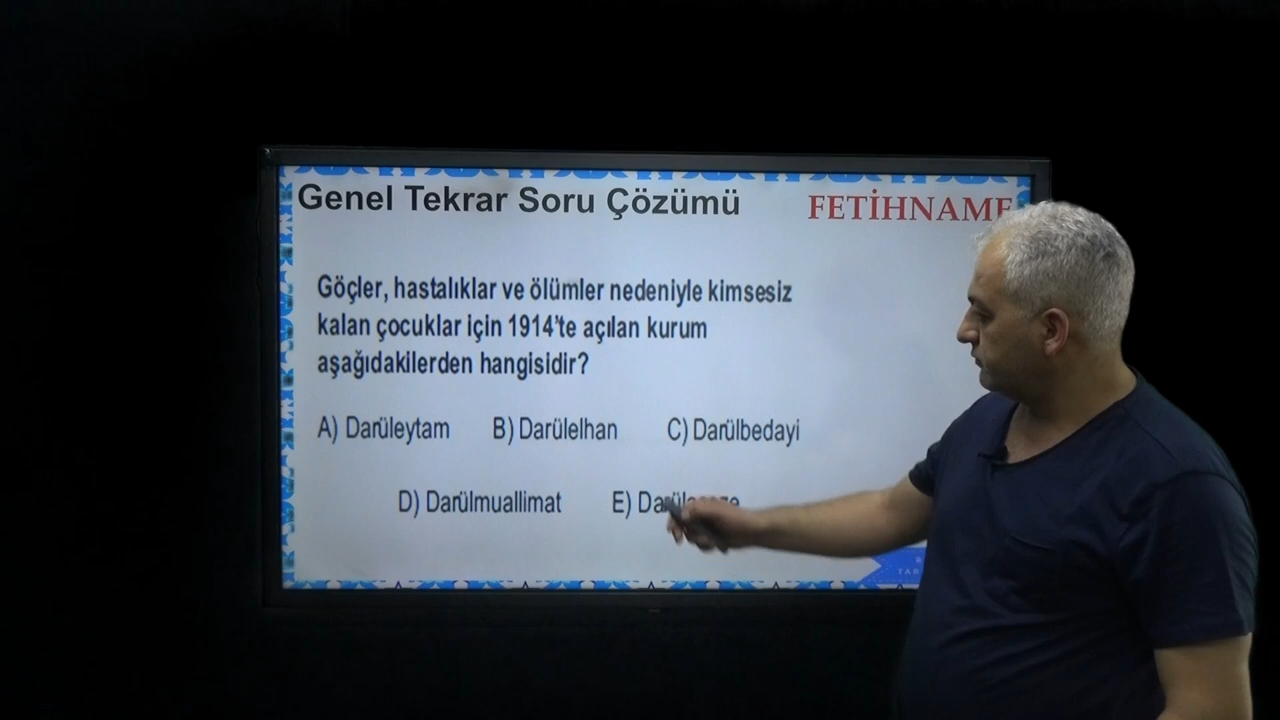 Genel Tekrar Soru Çözümü
FETİHNAME
Göçler, hastalıklar ve ölümler nedeniyle kimsesiz
kalan çocuklar için 1914'te açılan kurum
aşağıdakilerden hangisidir?
A) Darüleytam B) Darülelhan C) Darülbedayi
D) Darülmuallimat E)